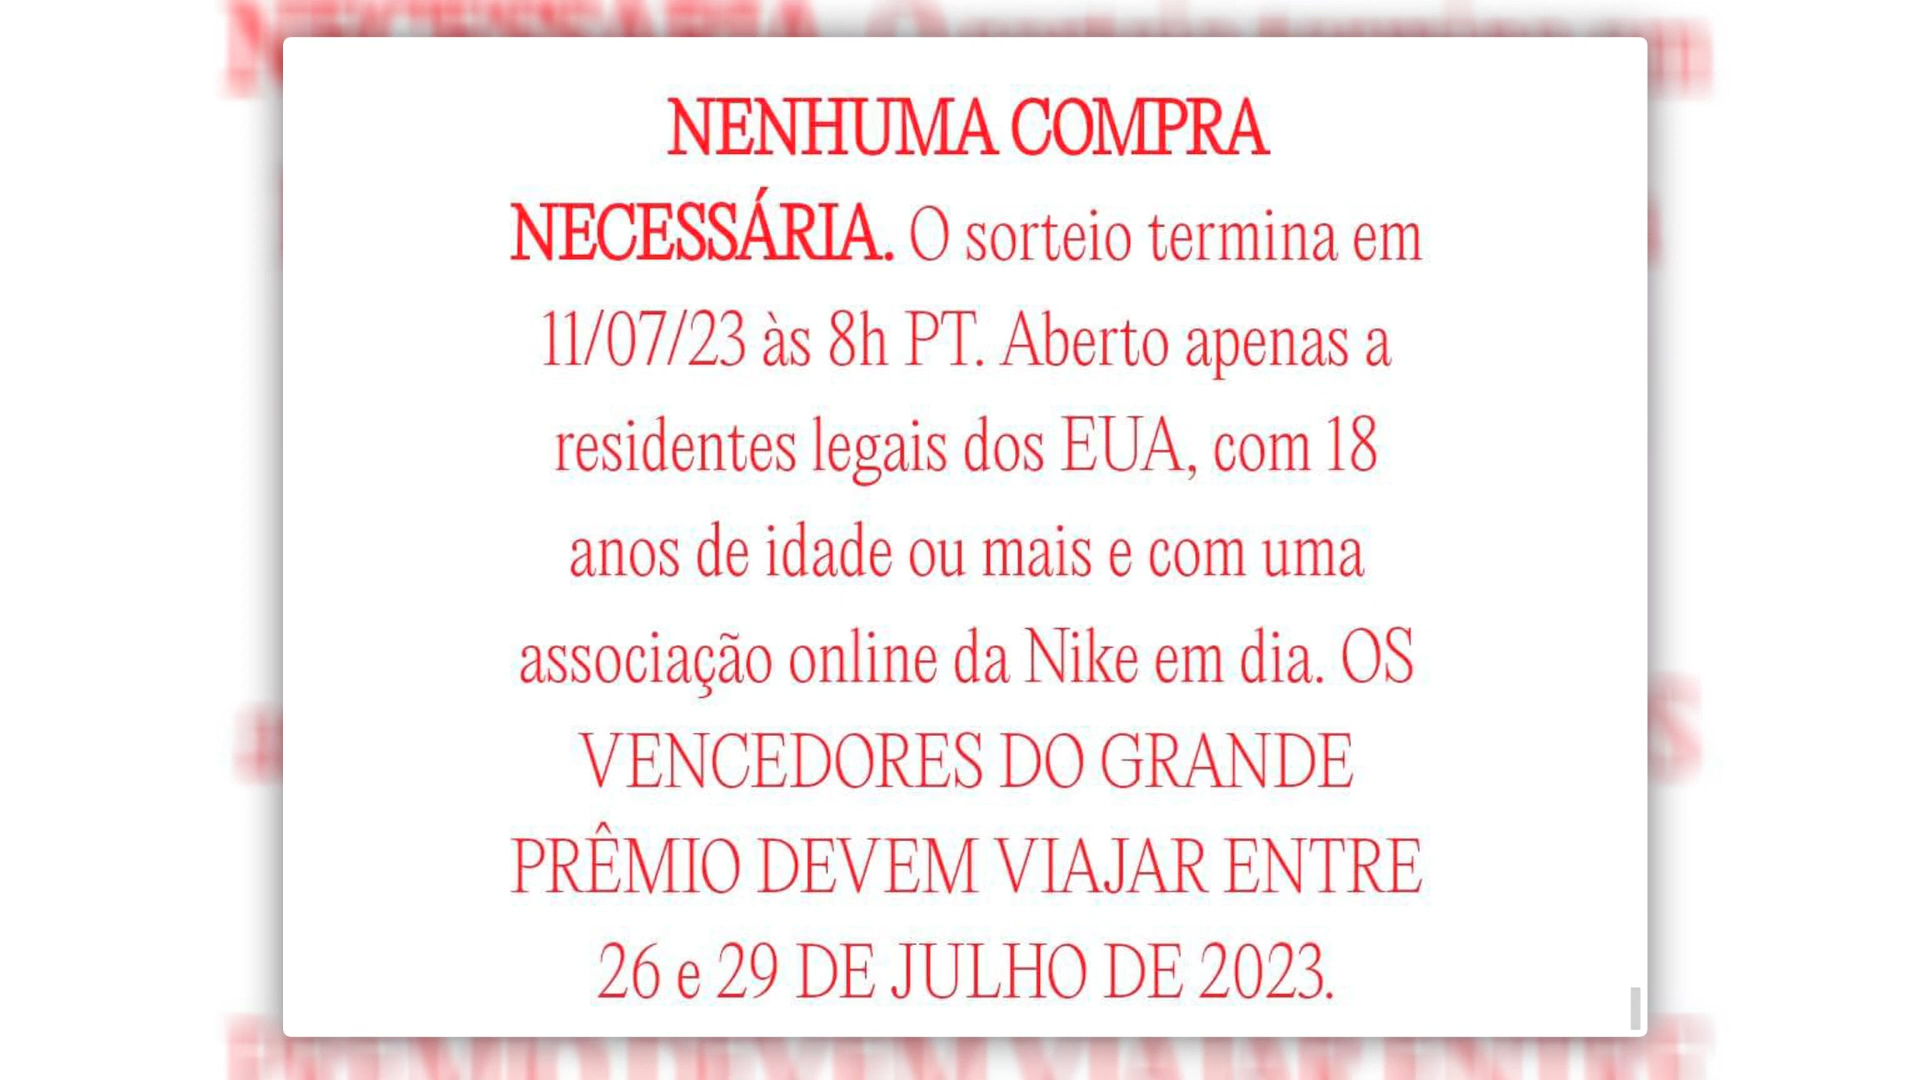 NENHUMA COMPRA
NECESSÁRIA. O sorteio termina em
11/07/23 às 8h PT. Aberto apenas a
residentes legais dos EUA, com 18
anos de idade ou mais e com uma
associação online da Nike em dia. OS
VENCEDORES DO GRANDE
PRÊMIO DEVEM VIAJAR ENTRE
26 e 29 DE JULHO DE 2023.